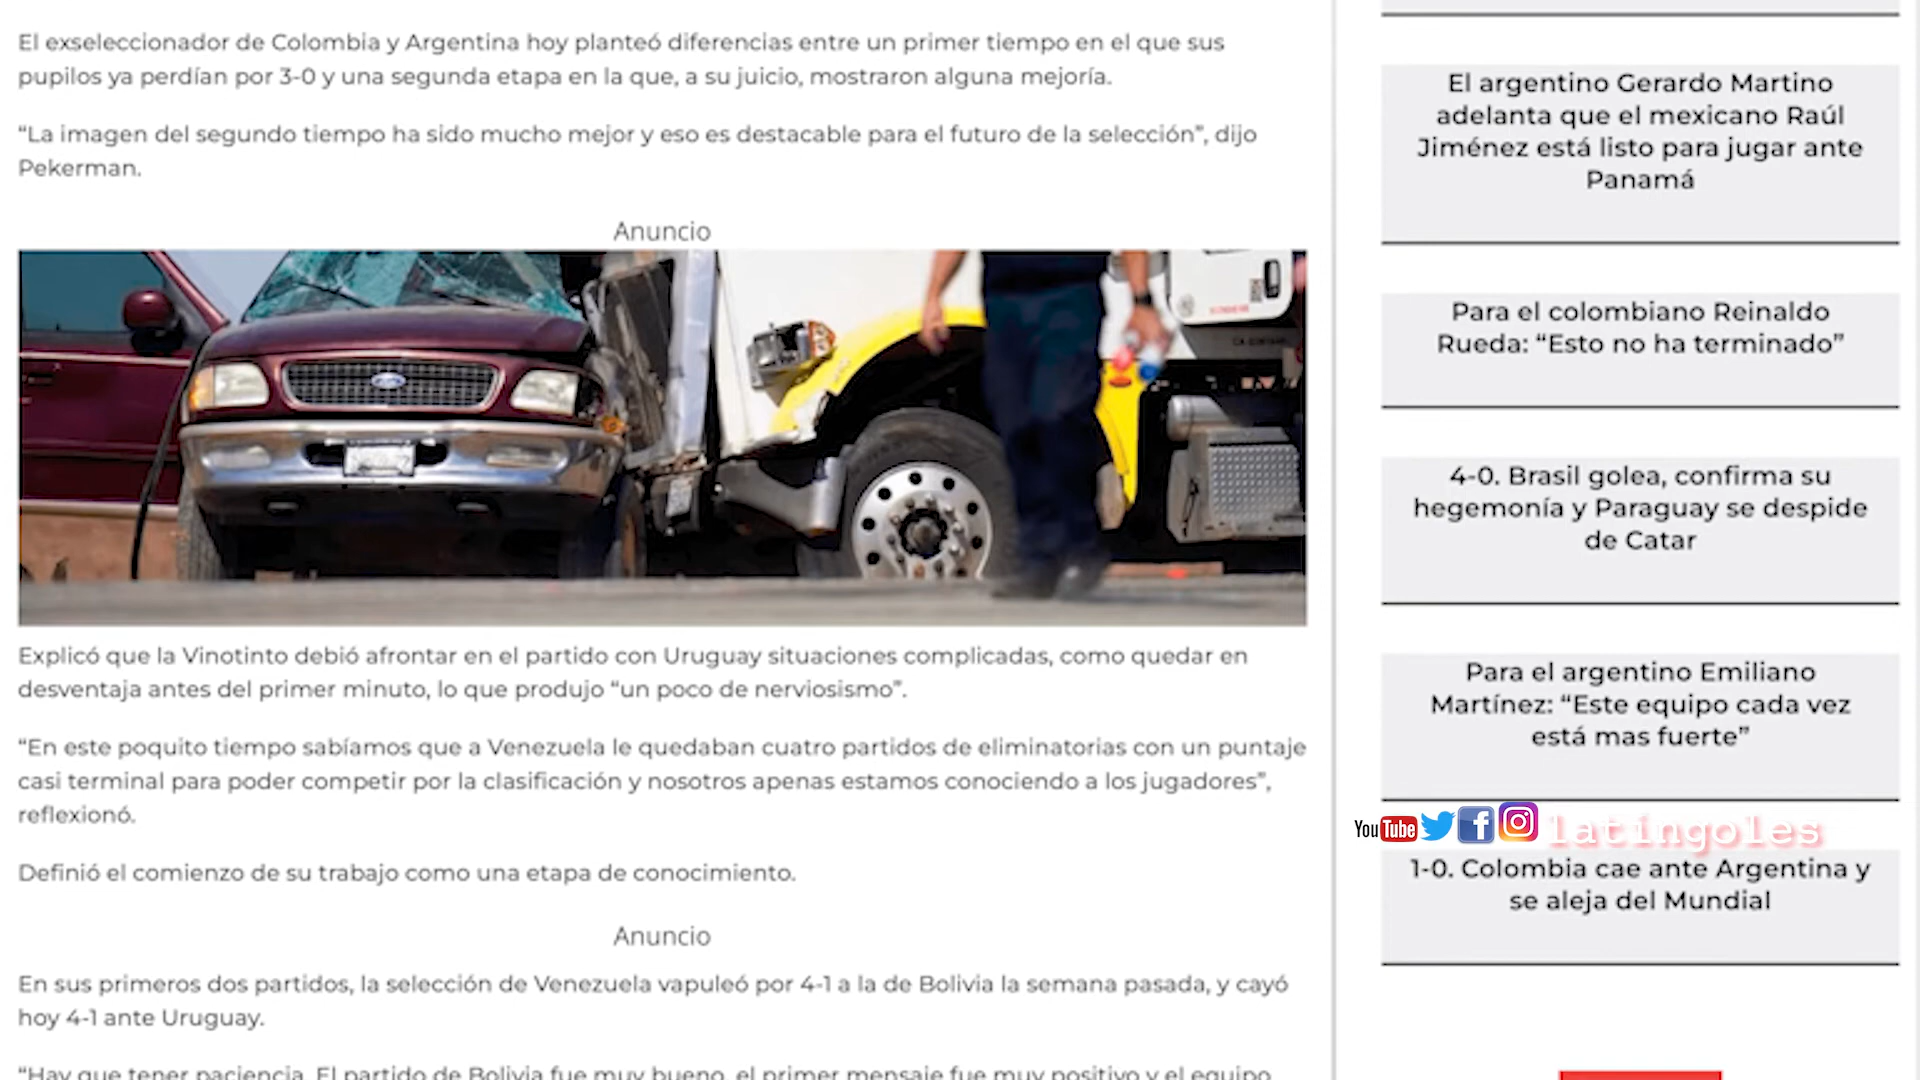 El exseleccionador de Colombia y Argentina hoy planteó diferencias entre un primer tiempo en el que sus
pupilos ya perdían por 3-0 y una segunda etapa en la que, a su juicio, mostraron alguna mejoría.
“La imagen del segundo tiempo ha sido mucho mejor y eso es destacable para el futuro de la selección”, dijo
Pekerman.
Anuncio
Explicó que la Vinotinto debió afrontar en el partido con Uruguay situaciones complicadas, como quedar en
desventaja antes del primer minuto, lo que produjo “un poco de nerviosismo”.
“En este poquito tiempo sabíamos que a Venezuela le quedaban cuatro partidos de eliminatorias con un puntaje
casi terminal para poder competir por la clasificación y nosotros apenas estamos conociendo a los jugadores”,
reflexionó.
Definió el comienzo de su trabajo como una etapa de conocimiento.
Anuncio
En sus primeros dos partidos, la selección de Venezuela vapuleó por 4-1 a la de Bolivia la semana pasada, y cayó
hoy 4-1 ante Uruguay.
“Hay que tener paciencia. El partido de Bolivia fue muy bueno, el primer mensaje fue muy positivo y el equipo
El argentino Gerardo Martino
adelanta que el mexicano Raúl
Jiménez está listo para jugar ante
Panamá
Para el colombiano Reinaldo
Rueda: “Esto no ha terminado”
4-0. Brasil golea, confirma su
hegemonía y Paraguay se despide
de Catar
Para el argentino Emiliano
Martínez: “Este equipo cada vez
está mas fuerte”
You Tube f latingoles
1-0. Colombia cae ante Argentina y
se aleja del Mundial